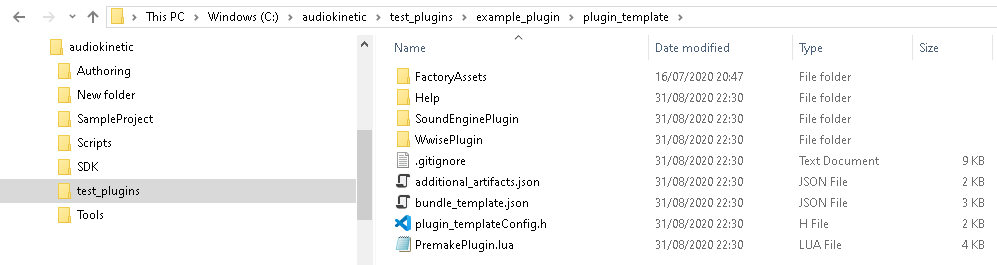 This PC > Windows (C:) > audiokinetic > test_plugins > example_plugin > plugin_template >
audiokinetic
Authoring
New folder
SampleProject
Scripts
SDK
test_plugins
Tools
Name Date modified Type Size
FactoryAssets 16/07/2020 20:47 File folder
Help 31/08/2020 22:30 File folder
SoundEnginePlugin 31/08/2020 22:30 File folder
WwisePlugin 31/08/2020 22:30 File folder
.gitignore 31/08/2020 22:30 Text Document 9 KB
additional_artifacts.json 31/08/2020 22:30 JSON File 2 KB
bundle_template.json 31/08/2020 22:30 JSON File 3 KB
plugin_templateConfig.h 31/08/2020 22:30 H File 2 KB
PremakePlugin.lua 31/08/2020 22:30 LUA File 4 KB